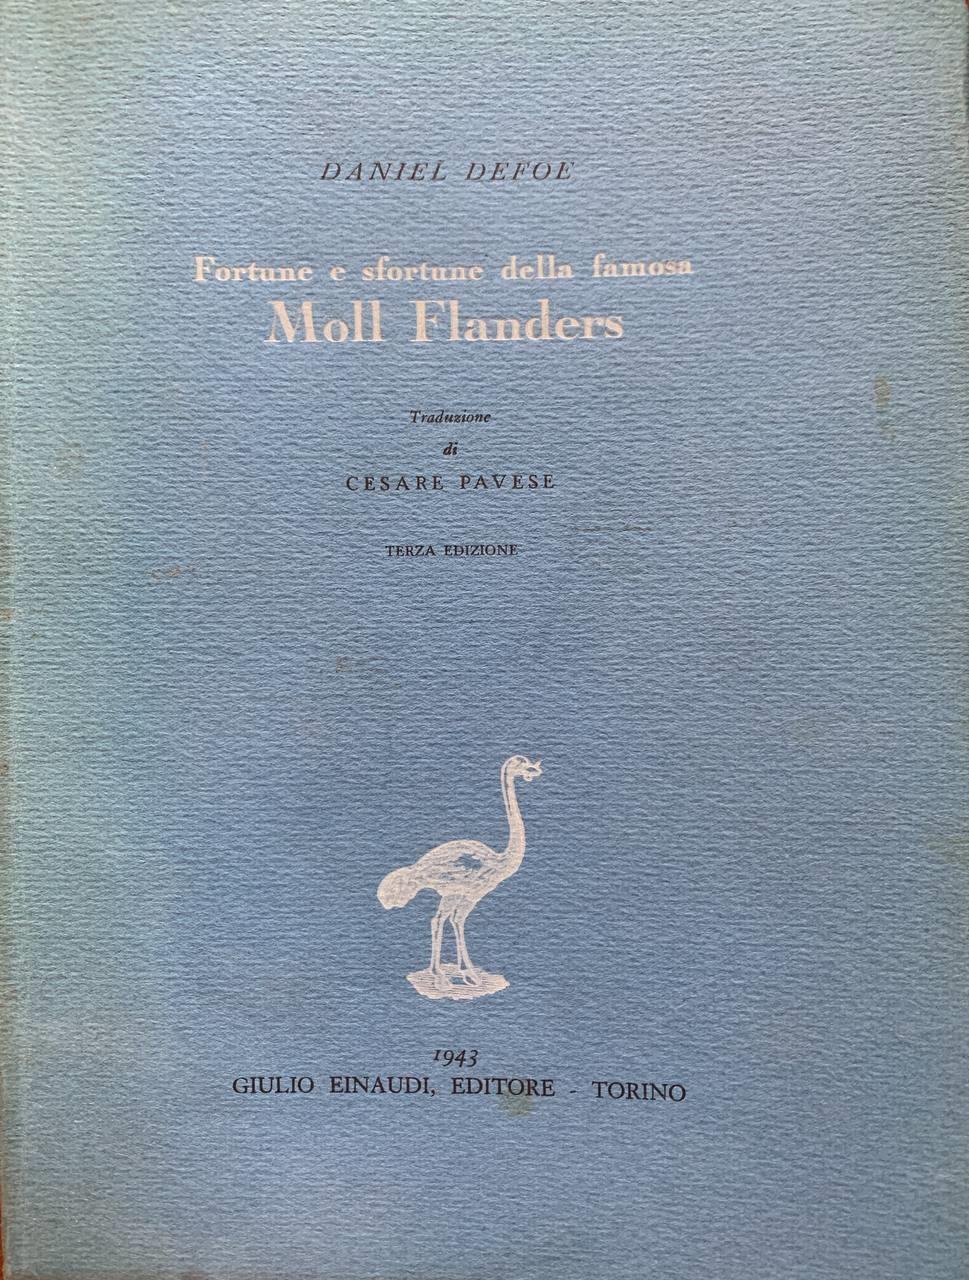 DANIEL DEFOE
Fortune e sfortune della famosa
Moll Flanders
Traduzione
di
CESARE PAVESE
TERZA EDIZIONE
1943
GIULIO EINAUDI, EDITORE - TORINO